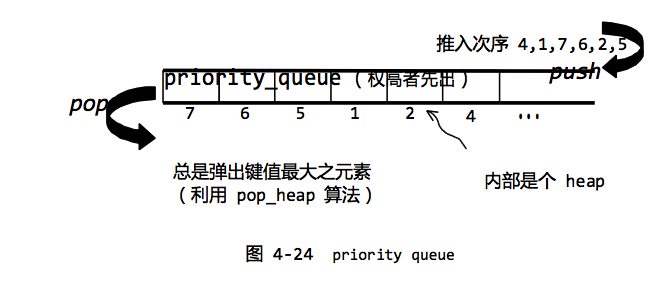 推入次序 4,1,7,6,2,5
push
priority_queue（权高者先出）
pop
7 6 5 1 2 4 ...
总是弹出键值最大之元素
（利用 pop_heap 算法）
内部是个 heap
图 4-24 priority queue